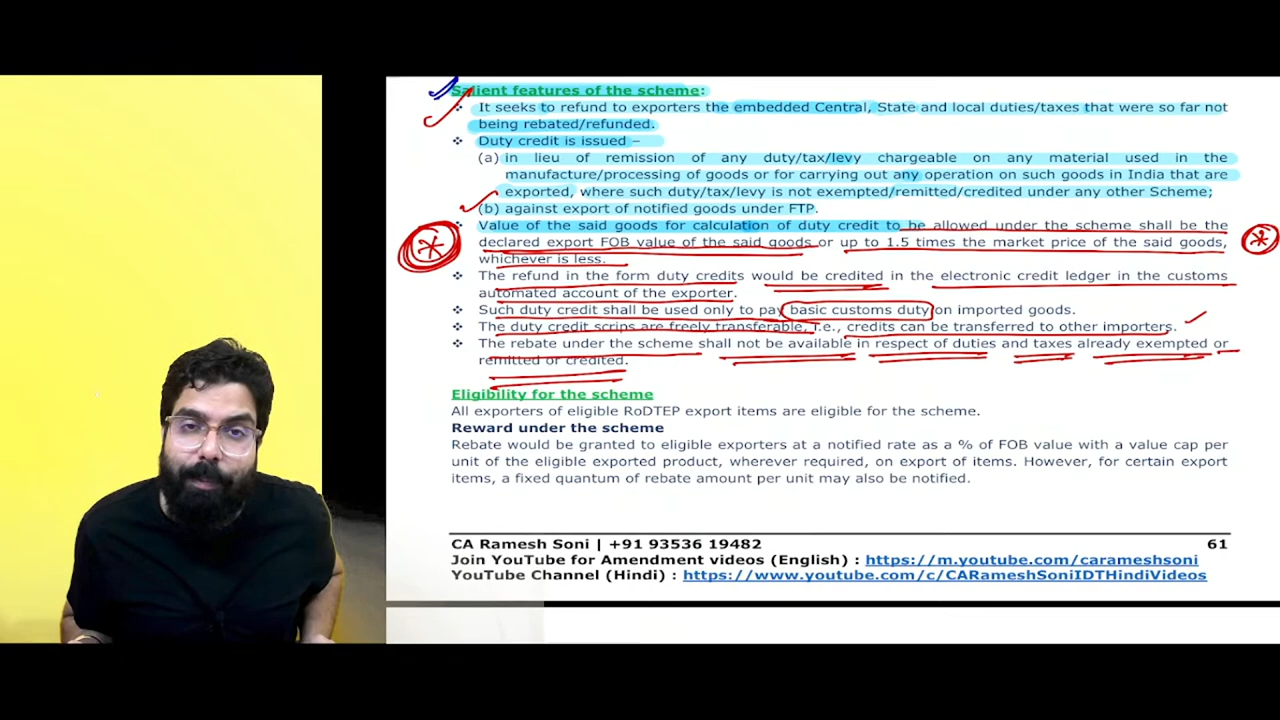 Salient features of the scheme:
❖ It seeks to refund to exporters the embedded Central, State and local duties/taxes that were so far not
being rebated/refunded.
❖ Duty credit is issued –
(a) in lieu of remission of any duty/tax/levy chargeable on any material used in the
manufacture/processing of goods or for carrying out any operation on such goods in India that are
exported, where such duty/tax/levy is not exempted/remitted/credited under any other Scheme;
(b) against export of notified goods under FTP.
❖ Value of the said goods for calculation of duty credit to be allowed under the scheme shall be the
declared export FOB value of the said goods or up to 1.5 times the market price of the said goods,
whichever is less.
❖ The refund in the form duty credits would be credited in the electronic credit ledger in the customs
automated account of the exporter.
❖ Such duty credit shall be used only to pay basic customs duty on imported goods.
❖ The duty credit scrips are freely transferable, i.e., credits can be transferred to other importers.
❖ The rebate under the scheme shall not be available in respect of duties and taxes already exempted or
remitted or credited.
Eligibility for the scheme
All exporters of eligible RoDTEP export items are eligible for the scheme.
Reward under the scheme
Rebate would be granted to eligible exporters at a notified rate as a % of FOB value with a value cap per
unit of the eligible exported product, wherever required, on export of items. However, for certain export
items, a fixed quantum of rebate amount per unit may also be notified.
CA Ramesh Soni | +91 93536 19482 61
Join YouTube for Amendment videos (English) : https://m.youtube.com/carameshsoni
YouTube Channel (Hindi) : https://www.youtube.com/c/CARameshSoniIDTHindiVideos